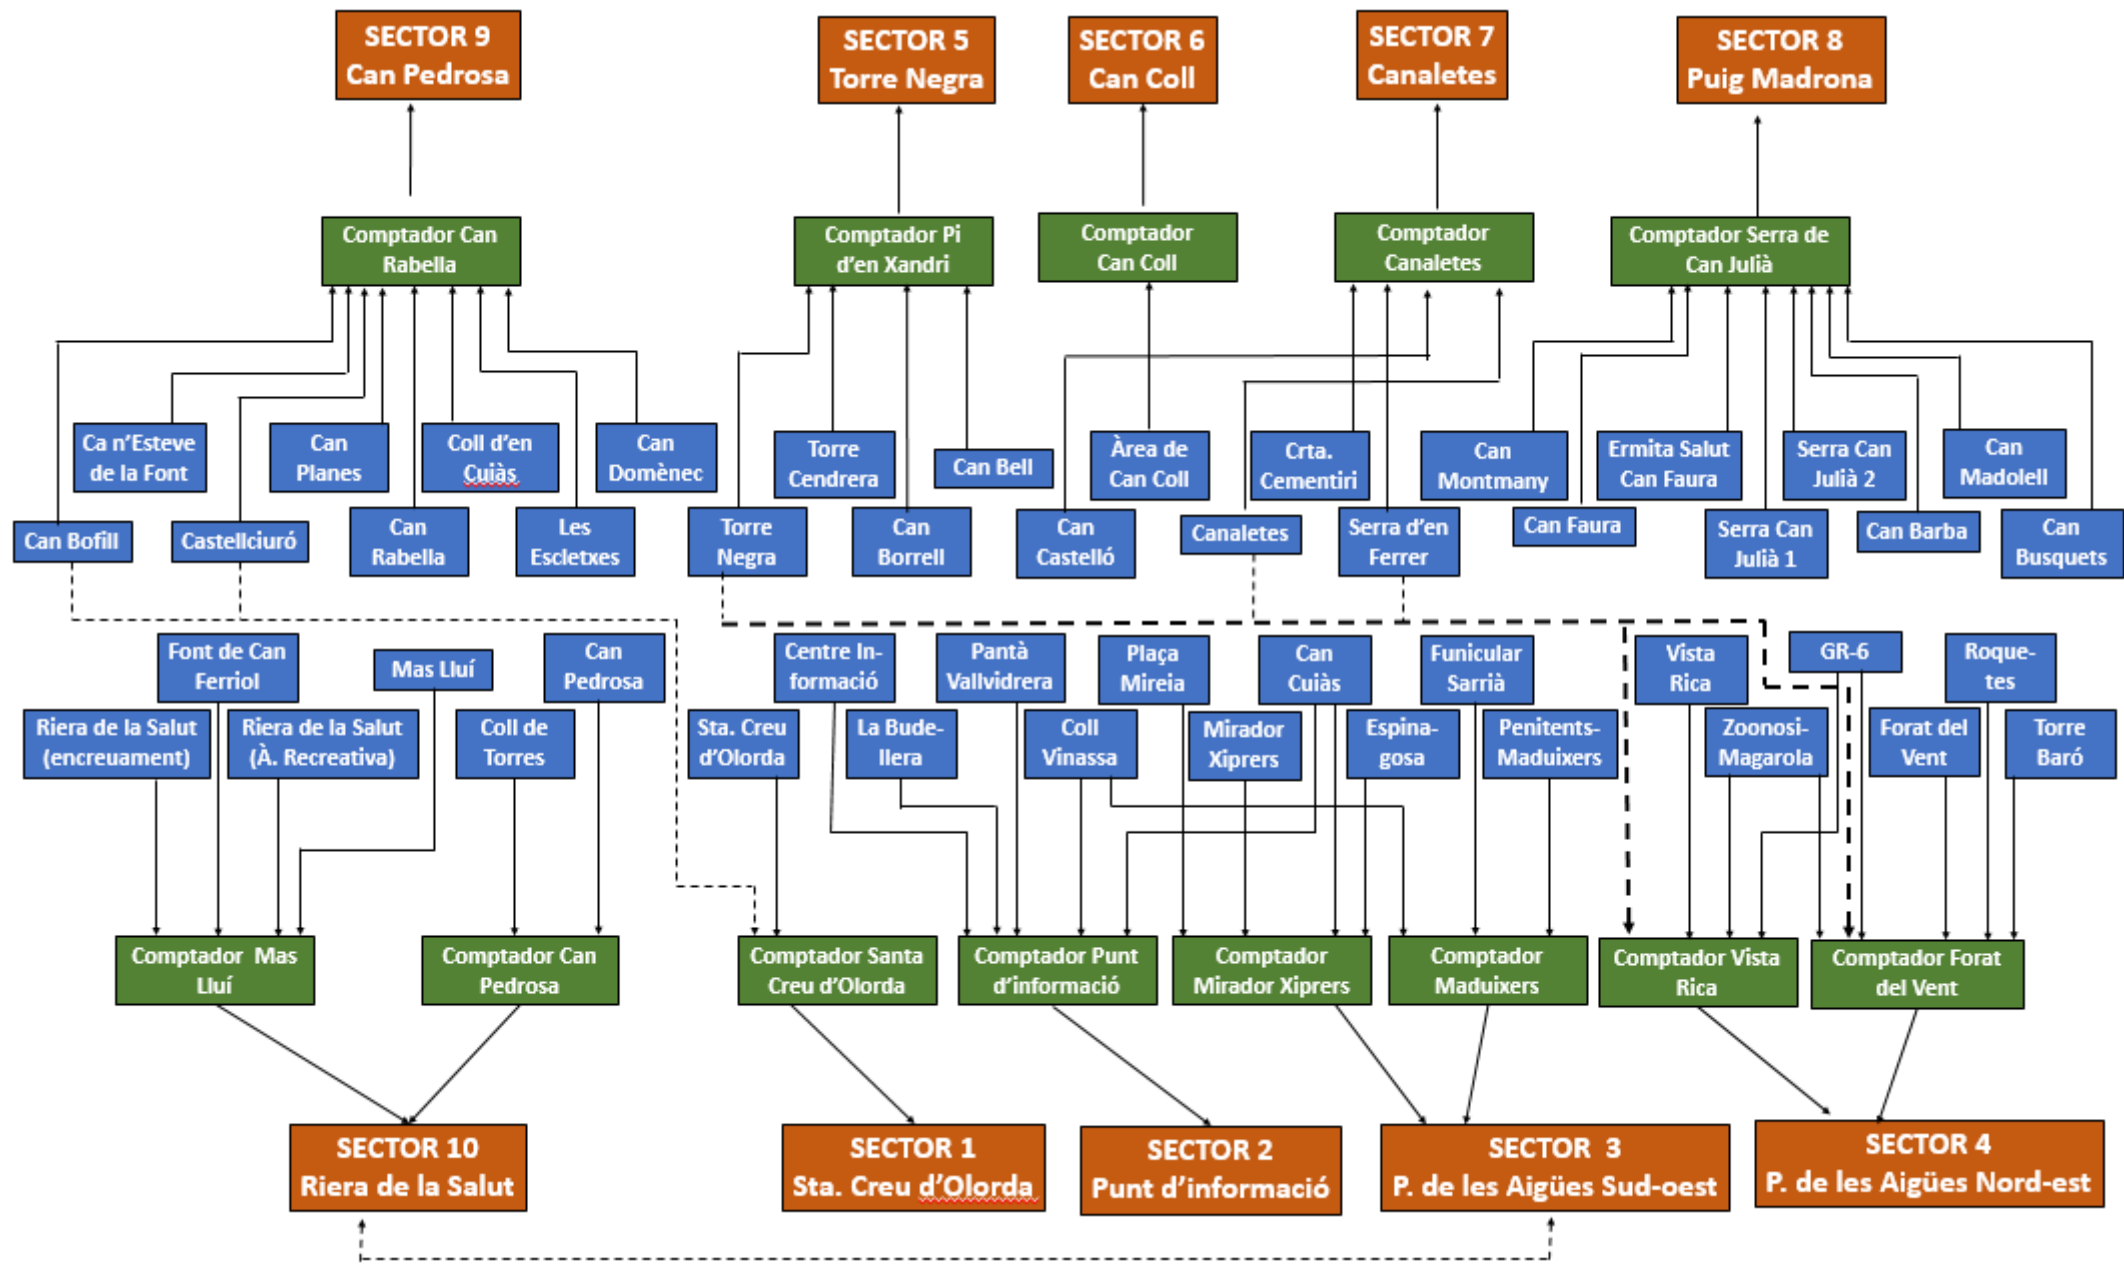 SECTOR 9
Can Pedrosa
SECTOR 5
Torre Negra
SECTOR 6
Can Coll
SECTOR 7
Canaletes
SECTOR 8
Puig Madrona
Comptador Can
Rabella
Comptador Pi
d'en Xandri
Comptador
Can Coll
Comptador
Canaletes
Comptador Serra de
Can Julià
Ca n'Esteve
de la Font
Can
Planes
Coll d'en
Cuiàs
Can
Domènec
Torre
Cendrera
Can Bell
Àrea de
Can Coll
Crta.
Cementiri
Can
Montmany
Ermita Salut
Can Faura
Serra Can
Julià 2
Can
Madolell
Can Bofill
Castellciuró
Can
Rabella
Les
Escletxes
Torre
Negra
Can
Borrell
Can
Castelló
Canaletes
Serra d'en
Ferrer
Can Faura
Serra Can
Julià 1
Can Barba
Can
Busquets
Font de Can
Ferriol
Mas Lluí
Can
Pedrosa
Centre In-
formació
Pantà
Vallvidrera
Plaça
Mireia
Can
Cuiàs
Funicular
Sarrià
Vista
Rica
GR-6
Roque-
tes
Riera de la Salut
(encreuament)
Riera de la Salut
(À. Recreativa)
Coll de
Torres
Sta. Creu
d'Olorda
La Bude-
llera
Coll
Vinassa
Mirador
Xiprers
Espina-
gosa
Penitents-
Maduixers
Zoonosi-
Magarola
Forat del
Vent
Torre
Baró
Comptador  Mas
Lluí
Comptador Can
Pedrosa
Comptador Santa
Creu d'Olorda
Comptador Punt
d'informació
Comptador
Mirador Xiprers
Comptador
Maduixers
Comptador Vista
Rica
Comptador Forat
del Vent
SECTOR 10
Riera de la Salut
SECTOR 1
Sta. Creu d'Olorda
SECTOR 2
Punt d'informació
SECTOR  3
P. de les Aigües Sud-oest
SECTOR 4
P. de les Aigües Nord-est